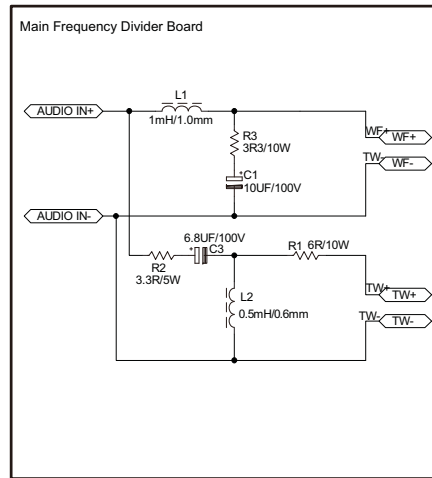 Main Frequency Divider Board
L1
AUDIO IN+
1mH/1.0mm
R3
3R3/10W
WF+
WF+
TW-
WF-
C1
10UF/100V
AUDIO IN-
6.8UF/100V
C3
R1 6R/10W
R2
3.3R/5W
TW+
TW+
L2
0.5mH/0.6mm
TW-
TW-